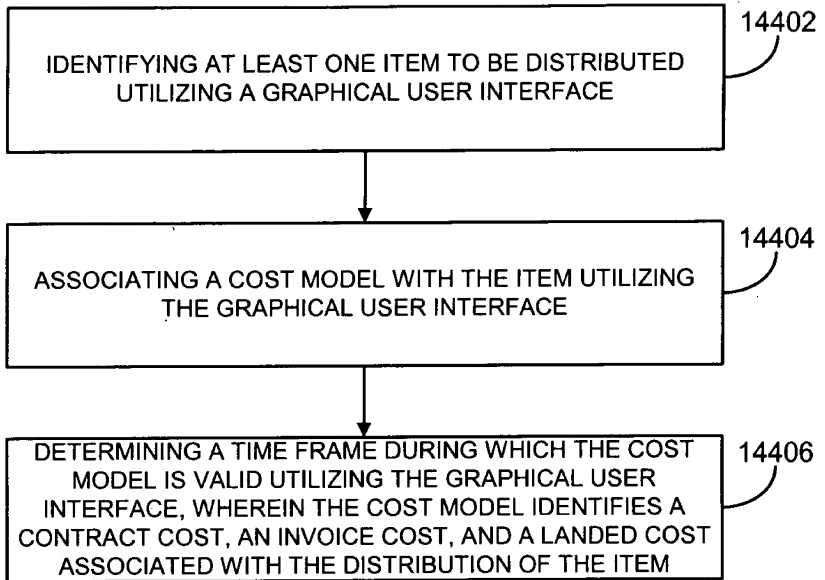 14402
IDENTIFYING AT LEAST ONE ITEM TO BE DISTRIBUTED
UTILIZING A GRAPHICAL USER INTERFACE
14404
ASSOCIATING A COST MODEL WITH THE ITEM UTILIZING
THE GRAPHICAL USER INTERFACE
14406
DETERMINING A TIME FRAME DURING WHICH THE COST
MODEL IS VALID UTILIZING THE GRAPHICAL USER
INTERFACE, WHEREIN THE COST MODEL IDENTIFIES A
CONTRACT COST, AN INVOICE COST, AND A LANDED COST
ASSOCIATED WITH THE DISTRIBUTION OF THE ITEM